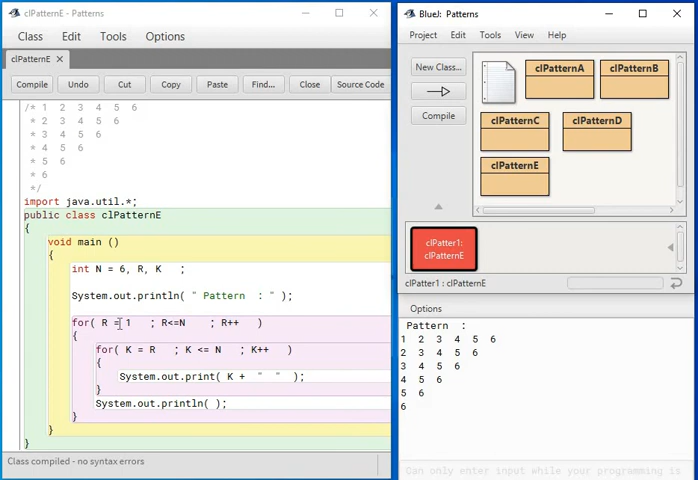 clPatternE - Patterns
Class Edit Tools Options
clPatternE
Compile Undo Cut Copy Paste Find... Close Source Code
/* 1 2 3 4 5 6
* 2 3 4 5 6
* 3 4 5 6
* 4 5 6
* 5 6
* 6
*/
import java.util.*;
public class clPatternE
{
void main ()
{
int N = 6, R, K ;
System.out.println( " Pattern : " );
for( R = 1 ; R<=N ; R++ )
{
for( K = R ; K <= N ; K++ )
{
System.out.print( K + " " );
}
System.out.println( );
}
}
}
Class compiled - no syntax errors
BlueJ: Patterns
Project Edit Tools View Help
New Class...
Compile
clPatternA
clPatternB
clPatternC
clPatternD
clPatternE
clPatter1:
clPatternE
clPatter1 : clPatternE
Options
Pattern :
1 2 3 4 5 6
2 3 4 5 6
3 4 5 6
4 5 6
5 6
6
Can only enter input while your programming is